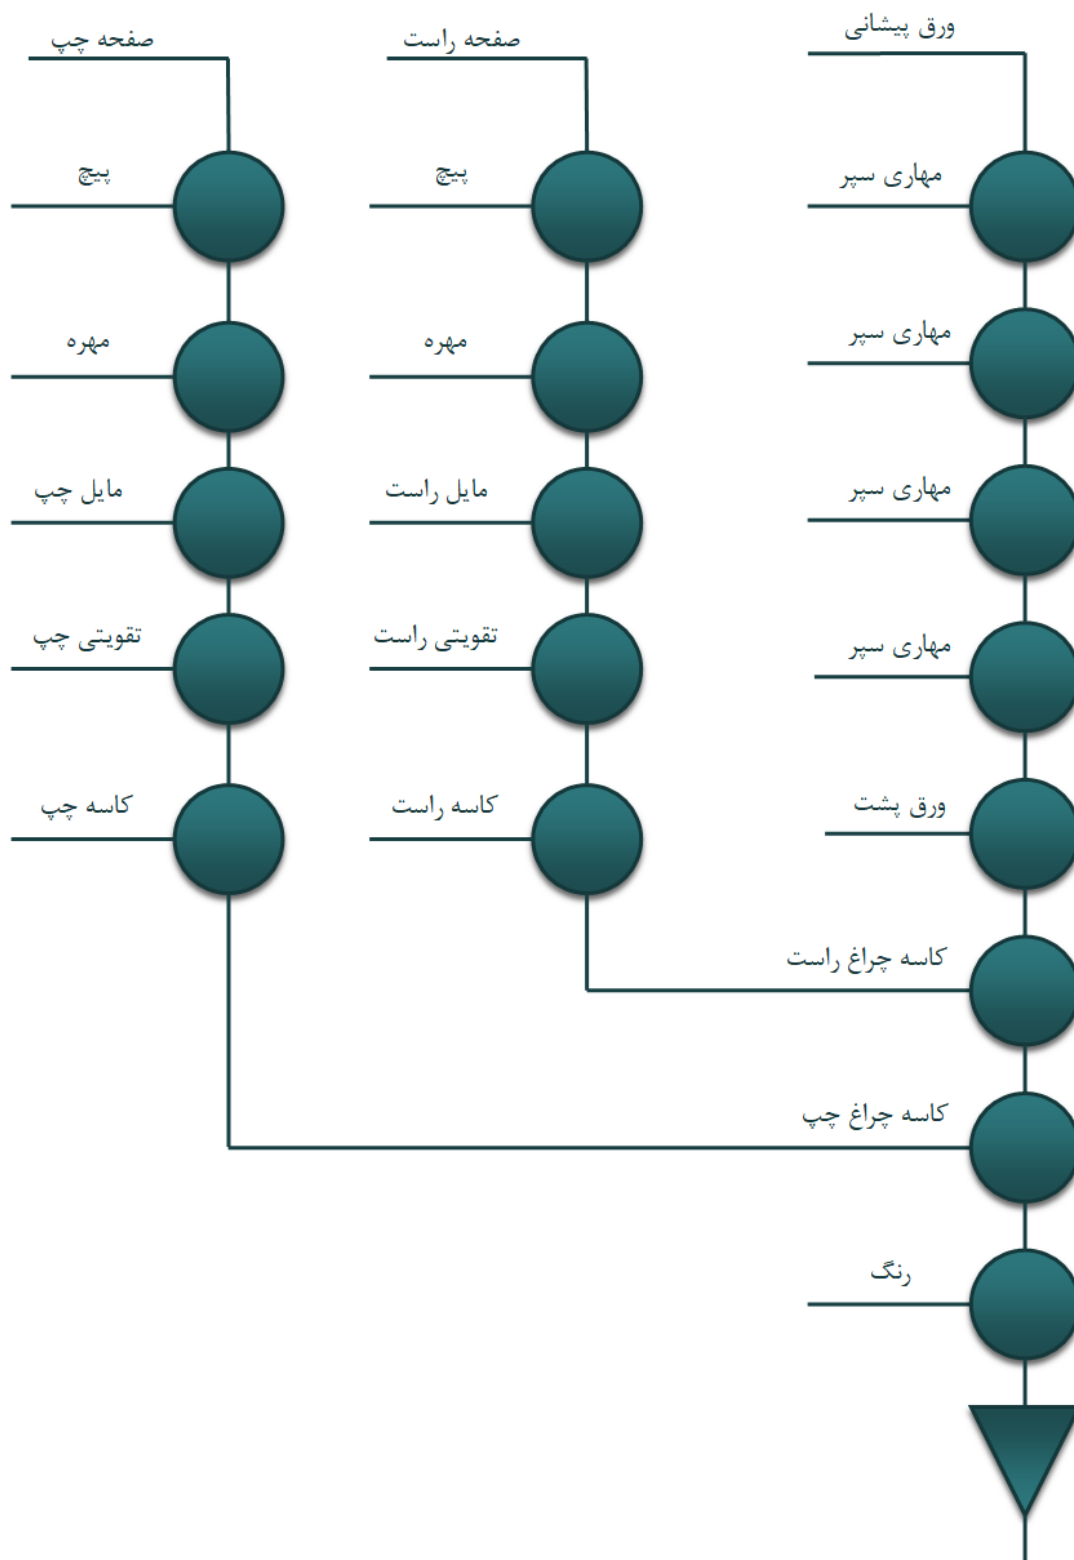 ورق پیشانی
صفحه راست
صفحه چپ
مهاری سپر
پیچ
پیچ
مهاری سپر
مهره
مهره
مهاری سپر
مایل راست
مایل چپ
مهاری سپر
تقویتی راست
تقویتی چپ
ورق پشت
کاسه راست
کاسه چپ
کاسه چراغ راست
کاسه چراغ چپ
رنگ